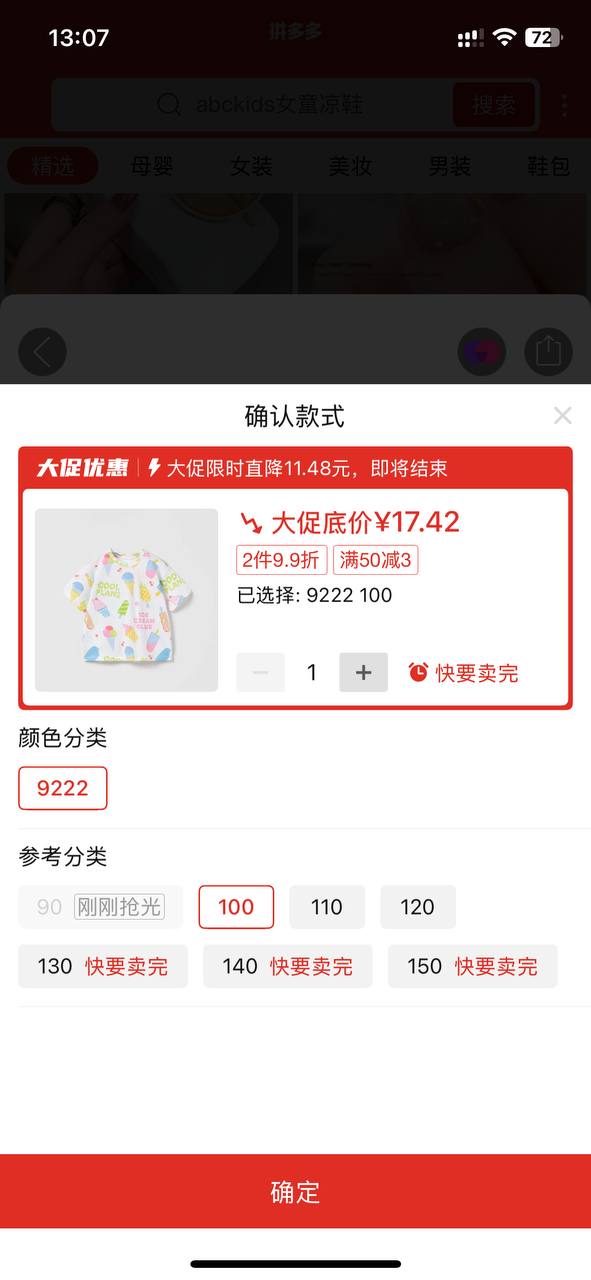 13:07
72
拼多多
abckids女童凉鞋
搜索
精选 母婴 女装 美妆 男装 鞋包
确认款式
大促优惠 大促限时直降11.48元，即将结束
大促底价¥17.42
2件9.9折 满50减3
已选择: 9222 100
COOL
PLANS
ICE
CREAM
CLUB
1
快要卖完
颜色分类
9222
参考分类
90 刚刚抢光 100 110 120
130 快要卖完 140 快要卖完 150 快要卖完
确定